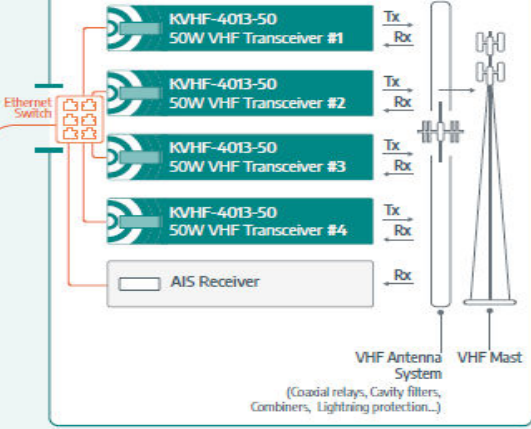 KVHF-4013-50
50W VHF Transceiver #1
Tx
Rx
Ethernet
Switch
KVHF-4013-50
50W VHF Transceiver #2
Tx
Rx
KVHF-4013-50
50W VHF Transceiver #3
Tx
Rx
KVHF-4013-50
50W VHF Transceiver #4
Tx
Rx
AIS Receiver
Rx
VHF Antenna
System
VHF Mast
(Coaxial relays, Cavity filters,
Combiners, Lightning protection...)